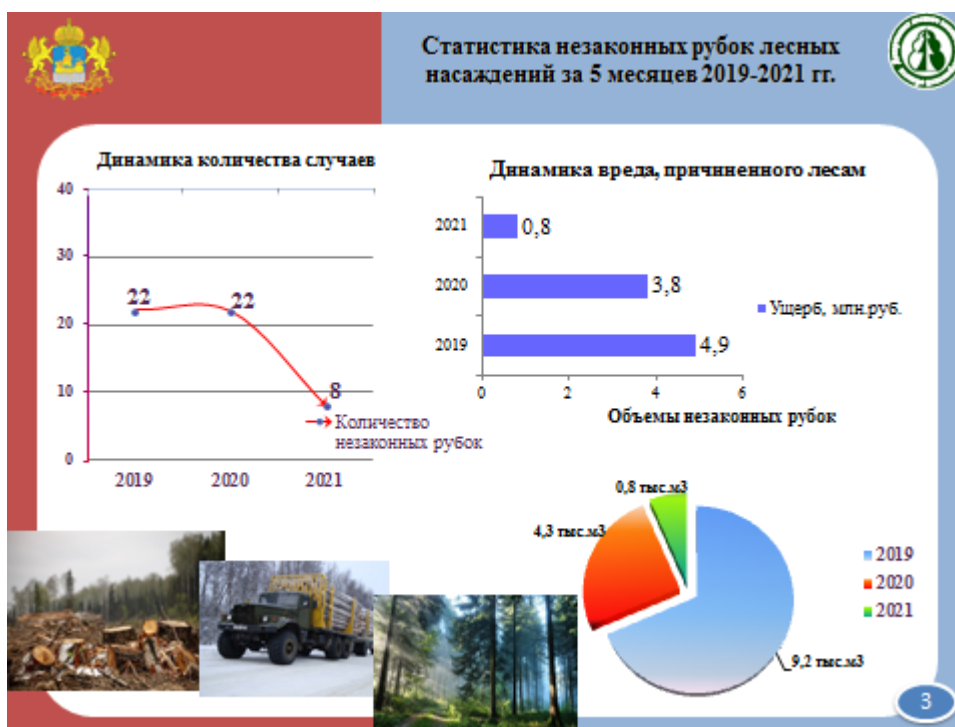 Статистика незаконных рубок лесных
насаждений за 5 месяцев 2019-2021 гг.
Динамика количества случаев
40
30
20
10
0
22
22
8
Количество
незаконных рубок
2019
2020
2021
Динамика вреда, причиненного лесам
2021
0,8
2020
3,8
2019
4,9
0
2
4
6
Ущерб, млн.руб.
Объемы незаконных рубок
0,8 тыс.м3
4,3 тыс.м3
9,2 тыс.м3
2019
2020
2021
3